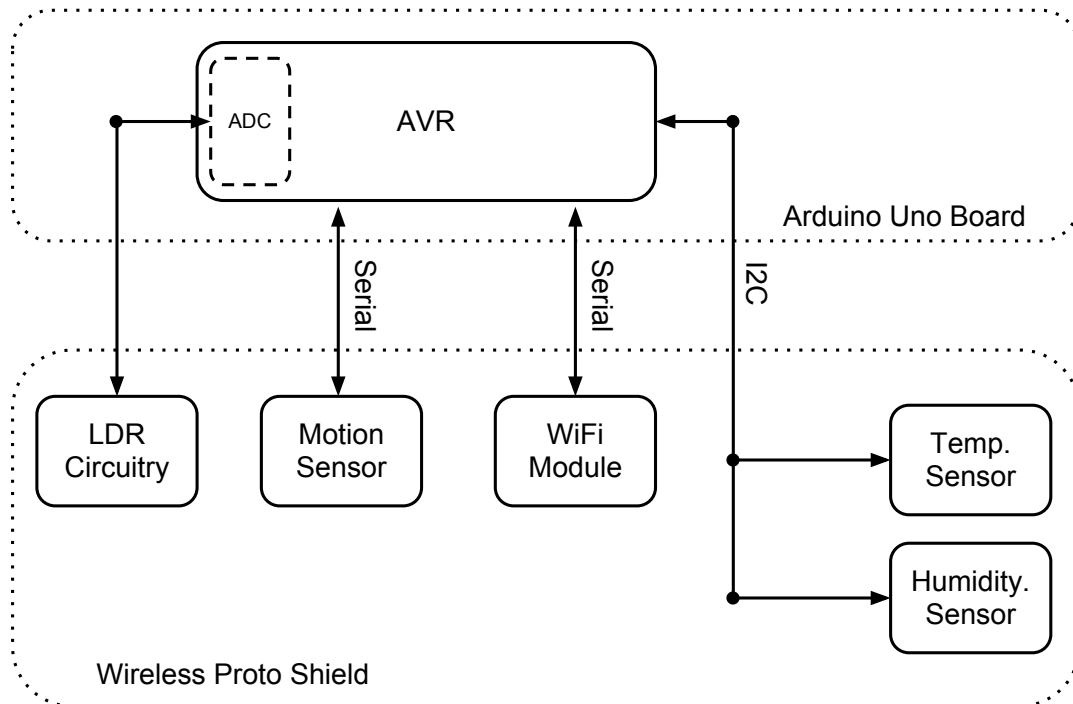 ADC
AVR
Arduino Uno Board
Serial
Serial
I2C
LDR
Circuitry
Motion
Sensor
WiFi
Module
Temp.
Sensor
Humidity.
Sensor
Wireless Proto Shield